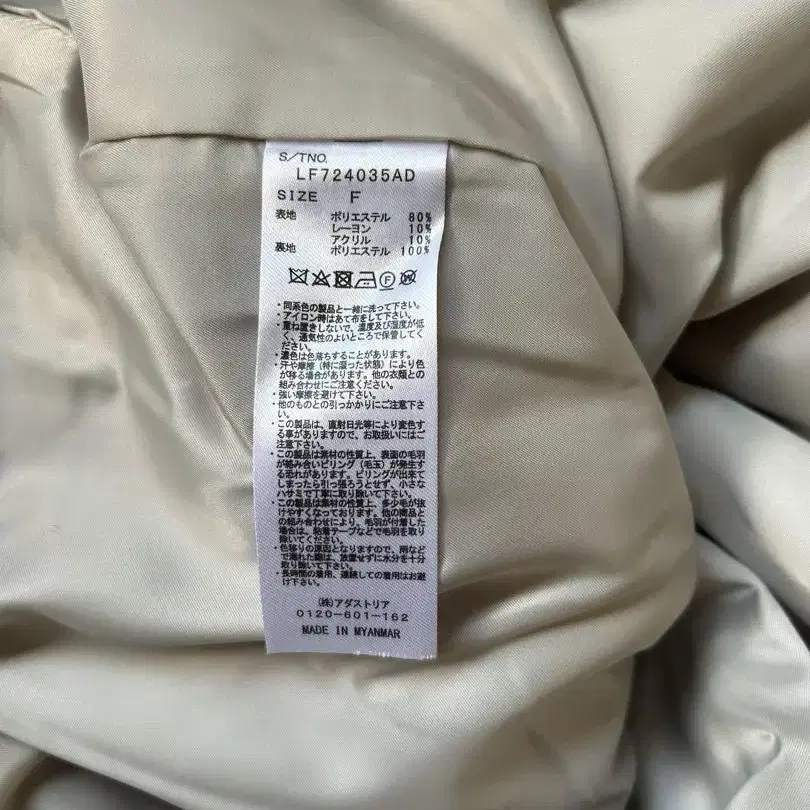 S/TNO.
LF724035AD
SIZE F
表地 ポリエステル 80%
レーヨン 10%
アクリル 10%
裏地 ポリエステル 100%
・同系色の製品と一緒に洗って下さい。
・アイロン時はあて布をして下さい。
・重ね置きしないで、温度及び湿度が低
く、通気性のよいところで保管してく
ださい。
・濃色は色落ちすることがあります。
・汗や摩擦（特に湿った状態）により色
が移る場合があります。他の衣類との
組み合わせにご注意ください。
・強い摩擦を避けて下さい。
・他のものとの引っかかりにご注意下さ
い。
・この製品は、直射日光等により変色す
る事がありますので、お取扱いにはご
注意下さい。
・この製品は素材の性質上、表面の毛羽
が絡み合いピリング（毛玉）が発生す
る恐れがあります。ピリングが出来て
しまったら引っ張ろうとせず、小さな
ハサミで丁寧に取り除いて下さい。
・この製品は素材の性質上、多少毛が抜
けやすくなっております。他の商品と
の組み合わせにより、毛羽が付着した
場合は、粘着テープなどで毛羽を取り
除いてください。
・色移りの原因となりますので、雨など
で濡れた際は、放置せずに水分を十分
取り除いて下さい。
・長時間の着用、連続しての着用はお避
け下さい。
(株)アダストリア
0120-601-162
MADE IN MYANMAR